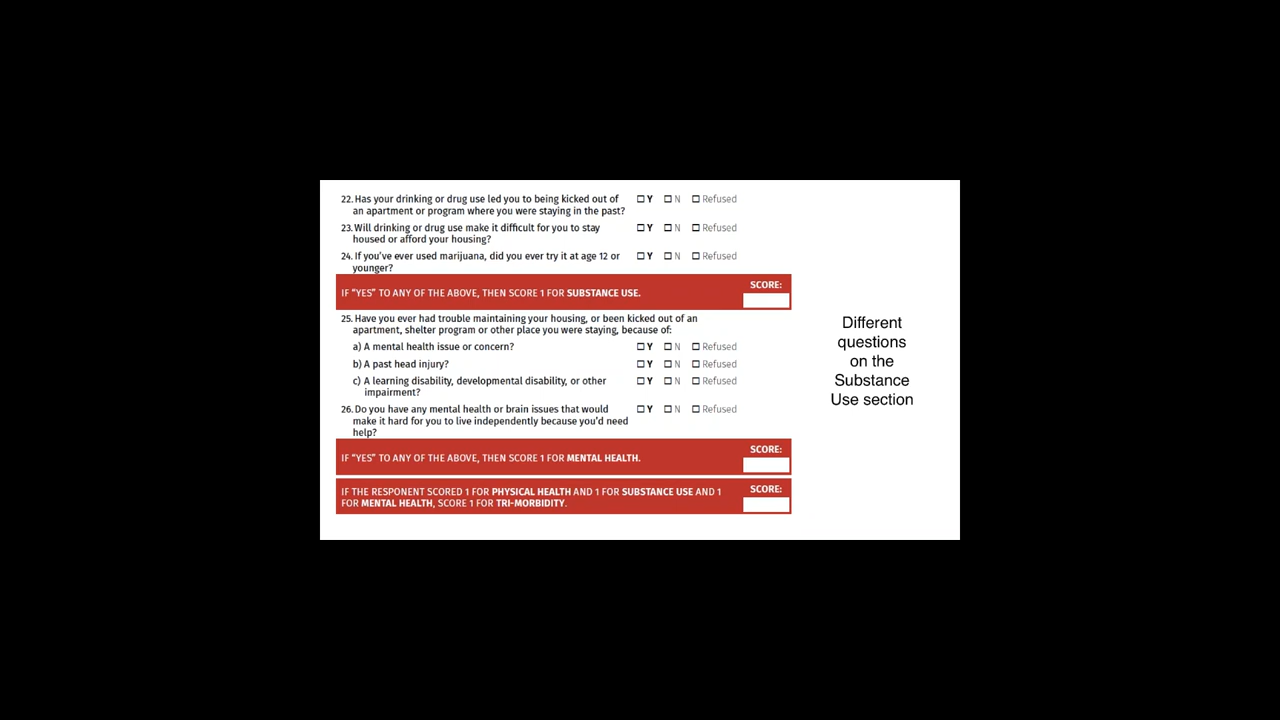 22. Has your drinking or drug use led you to being kicked out of ☐ Y ☐ N ☐ Refused
an apartment or program where you were staying in the past?
23. Will drinking or drug use make it difficult for you to stay ☐ Y ☐ N ☐ Refused
housed or afford your housing?
24. If you've ever used marijuana, did you ever try it at age 12 or ☐ Y ☐ N ☐ Refused
younger?
SCORE:
IF "YES" TO ANY OF THE ABOVE, THEN SCORE 1 FOR SUBSTANCE USE.
25. Have you ever had trouble maintaining your housing, or been kicked out of an
apartment, shelter program or other place you were staying, because of:
a) A mental health issue or concern? ☐ Y ☐ N ☐ Refused
b) A past head injury? ☐ Y ☐ N ☐ Refused
c) A learning disability, developmental disability, or other ☐ Y ☐ N ☐ Refused
impairment?
26. Do you have any mental health or brain issues that would ☐ Y ☐ N ☐ Refused
make it hard for you to live independently because you'd need
help?
SCORE:
IF "YES" TO ANY OF THE ABOVE, THEN SCORE 1 FOR MENTAL HEALTH.
IF THE RESPONENT SCORED 1 FOR PHYSICAL HEALTH AND 1 FOR SUBSTANCE USE AND 1
FOR MENTAL HEALTH, SCORE 1 FOR TRI-MORBIDITY.
SCORE:
Different
questions
on the
Substance
Use section